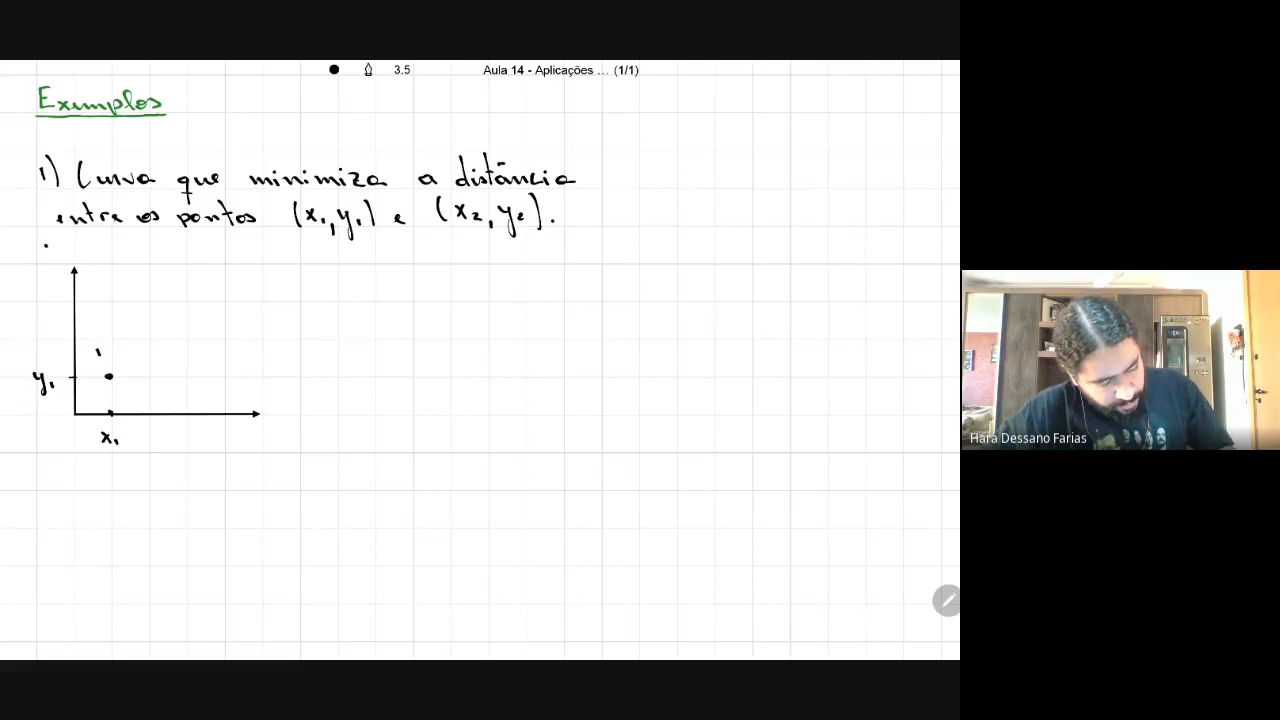 3.5 Aula 14 - Aplicações ... (1/1)
Exemplos
1) Curva que minimiza a distância
entre os pontos (x₁, y₁) e (x₂, y₂).
y₁
x₁
Hara Dessano Farias